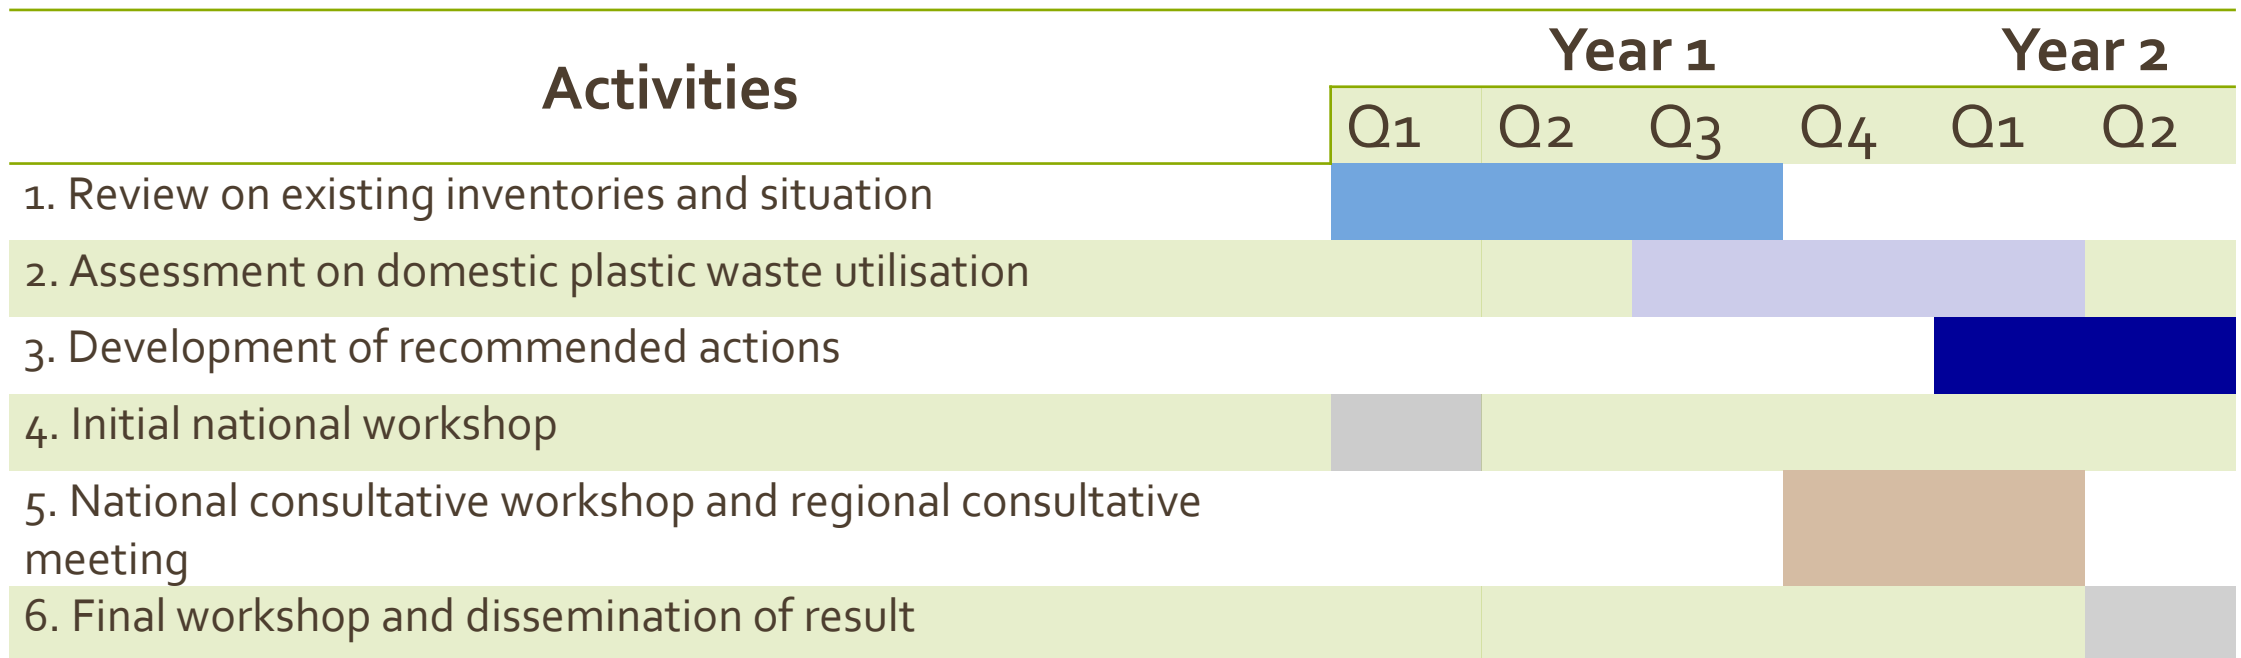 Activities
Year 1
Year 2
Q1
Q2
Q3
Q4
Q1
Q2
1. Review on existing inventories and situation
2. Assessment on domestic plastic waste utilisation
3. Development of recommended actions
4. Initial national workshop
5. National consultative workshop and regional consultative
meeting
6. Final workshop and dissemination of result